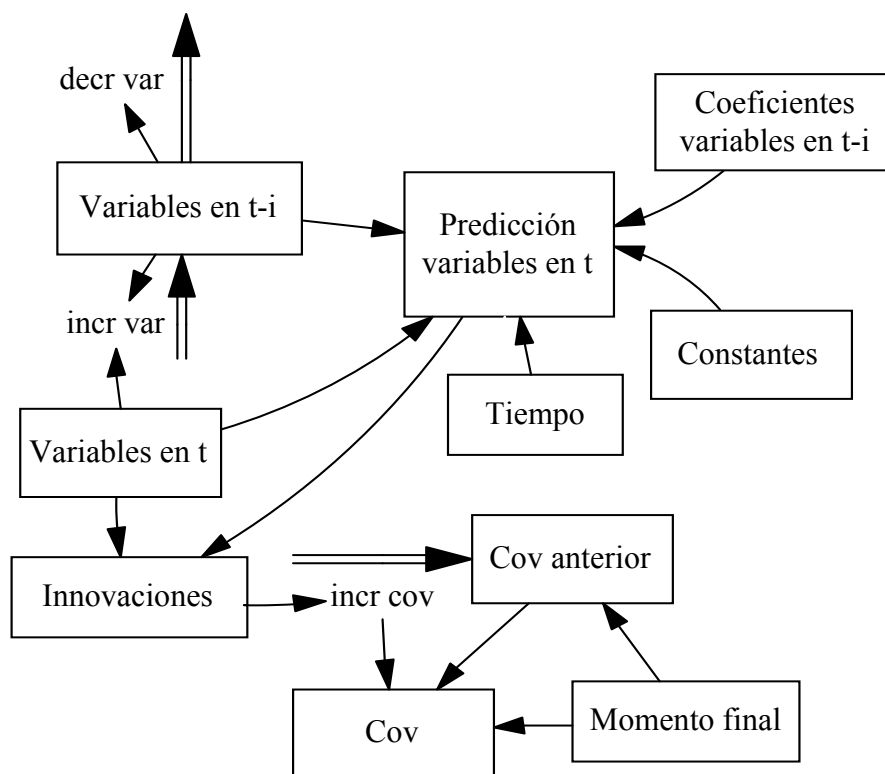 decr var
Coeficientes
variables en t-i
Variables en t-i
Predicción
variables en t
incr var
Constantes
Tiempo
Variables en t
Cov anterior
Innovaciones
incr cov
Momento final
Cov